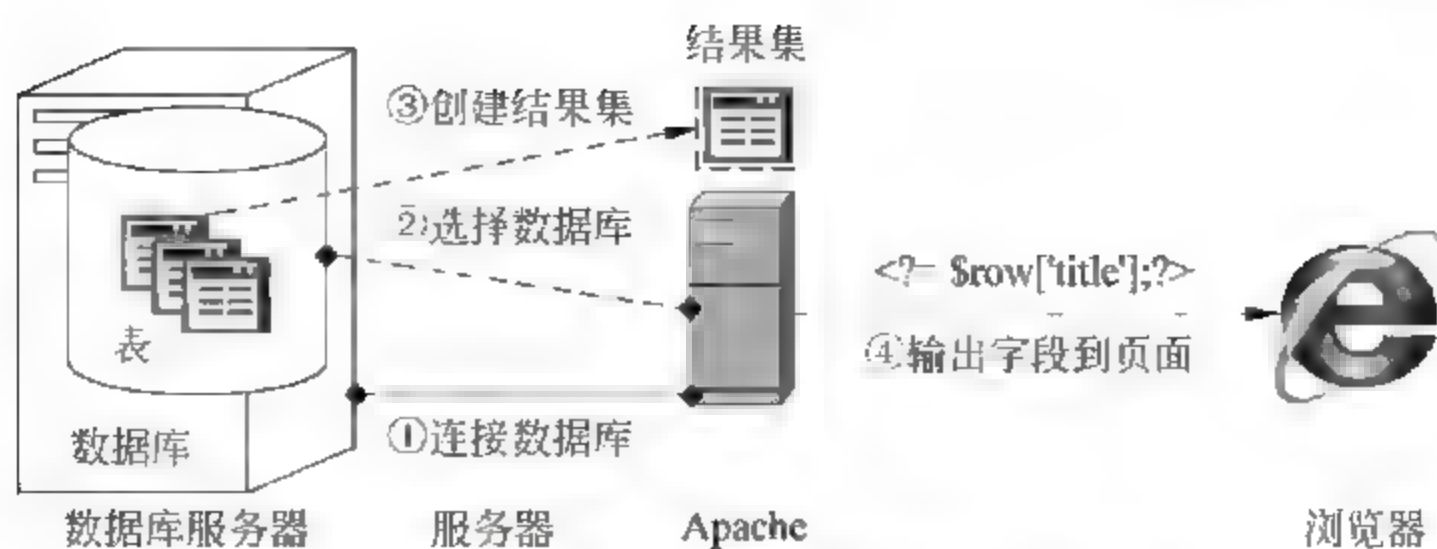 结果集
③创建结果集
②选择数据库
<?= $row['title'];?>
表
④输出字段到页面
数据库
①连接数据库
数据库服务器
服务器
Apache
浏览器